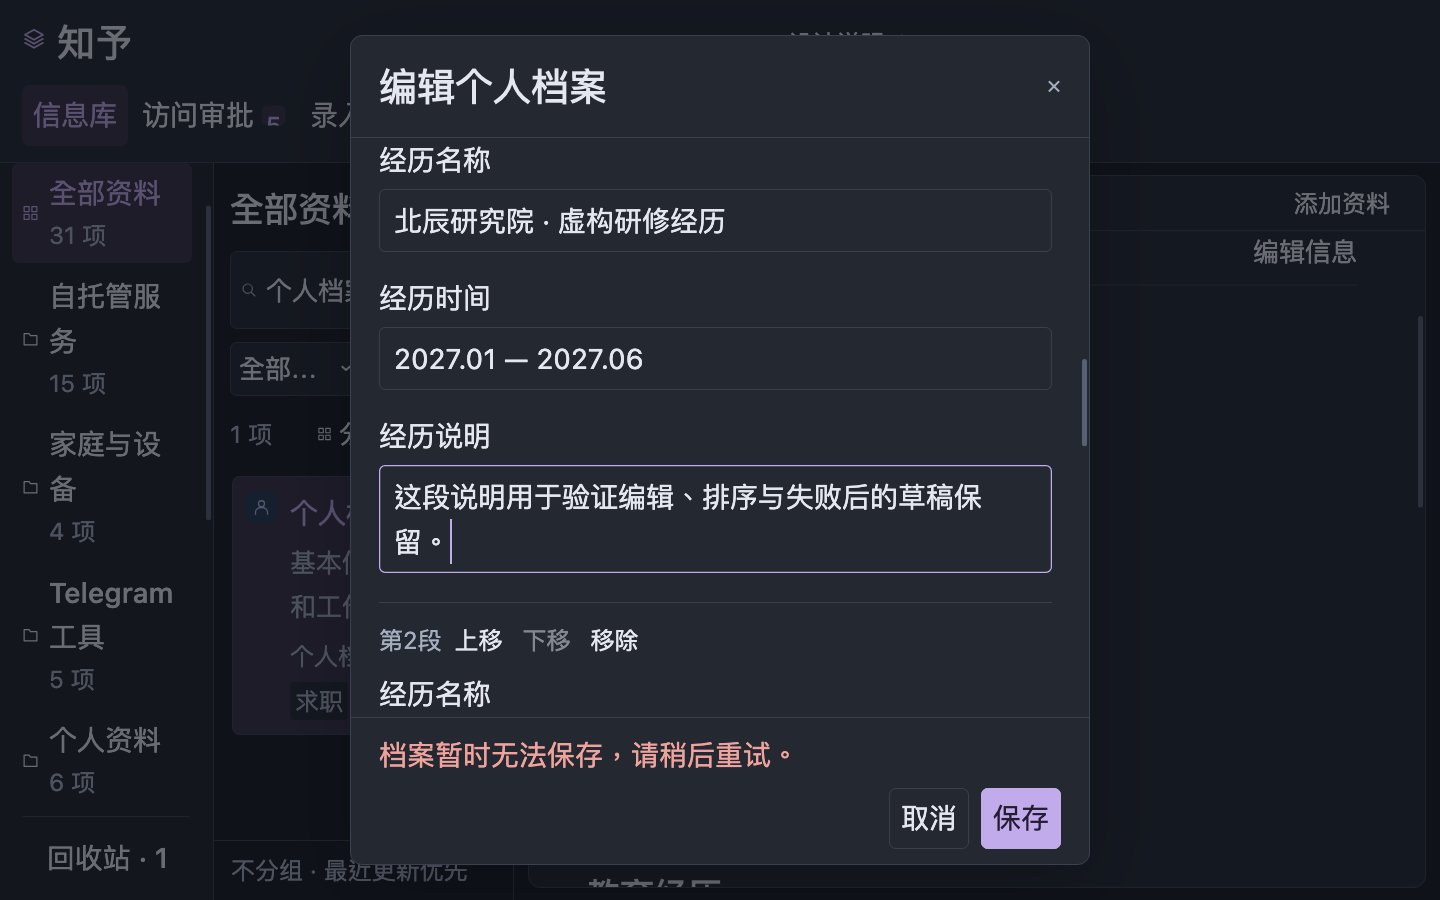 知予
信息库
访问审批
录入
全部资料
31 项
自托管服
务
15 项
家庭与设
备
4 项
Telegram
工具
5 项
个人资料
6 项
回收站 · 1
全部资料
个人档案
全部...
1 项
个人
基本
和工
个人
求职
不分组 · 最近更新优先
添加资料
编辑信息
教育经历
编辑个人档案
×
经历名称
北辰研究院 · 虚构研修经历
经历时间
2027.01 — 2027.06
经历说明
这段说明用于验证编辑、排序与失败后的草稿保
留。
第2段 上移 下移 移除
经历名称
档案暂时无法保存，请稍后重试。
取消
保存